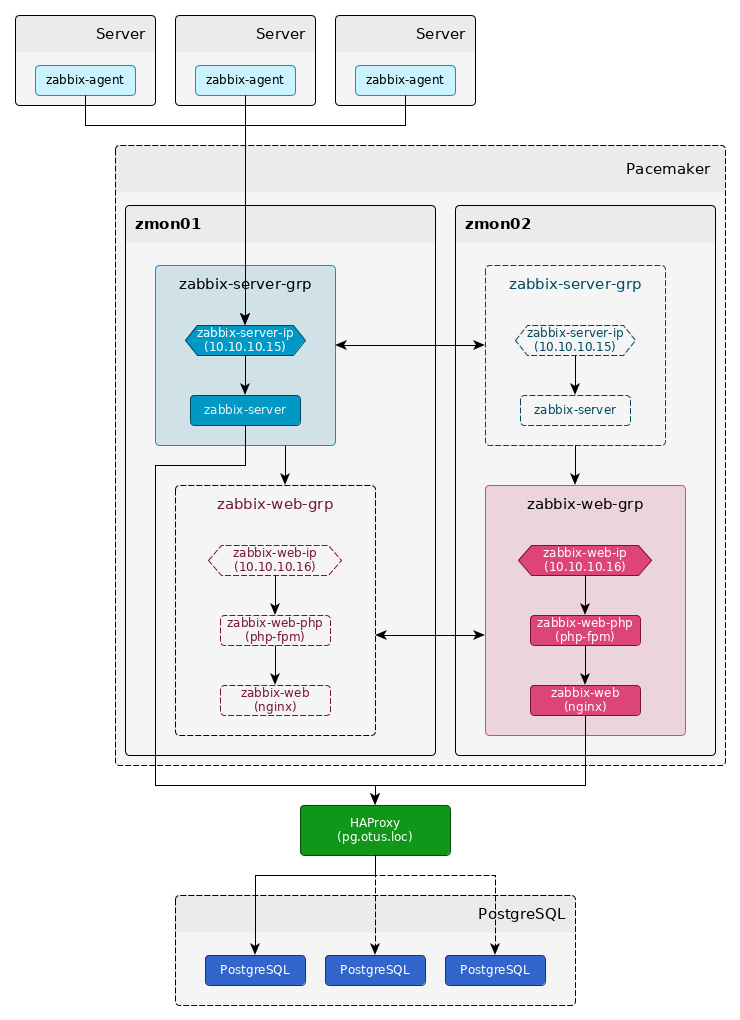 Server
Server
Server
zabbix-agent
zabbix-agent
zabbix-agent
Pacemaker
zmon01
zabbix-server-grp
zabbix-server-ip
(10.10.10.15)
zabbix-server
zabbix-web-grp
zabbix-web-ip
(10.10.10.16)
zabbix-web-php
(php-fpm)
zabbix-web
(nginx)
zmon02
zabbix-server-grp
zabbix-server-ip
(10.10.10.15)
zabbix-server
zabbix-web-grp
zabbix-web-ip
(10.10.10.16)
zabbix-web-php
(php-fpm)
zabbix-web
(nginx)
HAProxy
(pg.otus.loc)
PostgreSQL
PostgreSQL
PostgreSQL
PostgreSQL